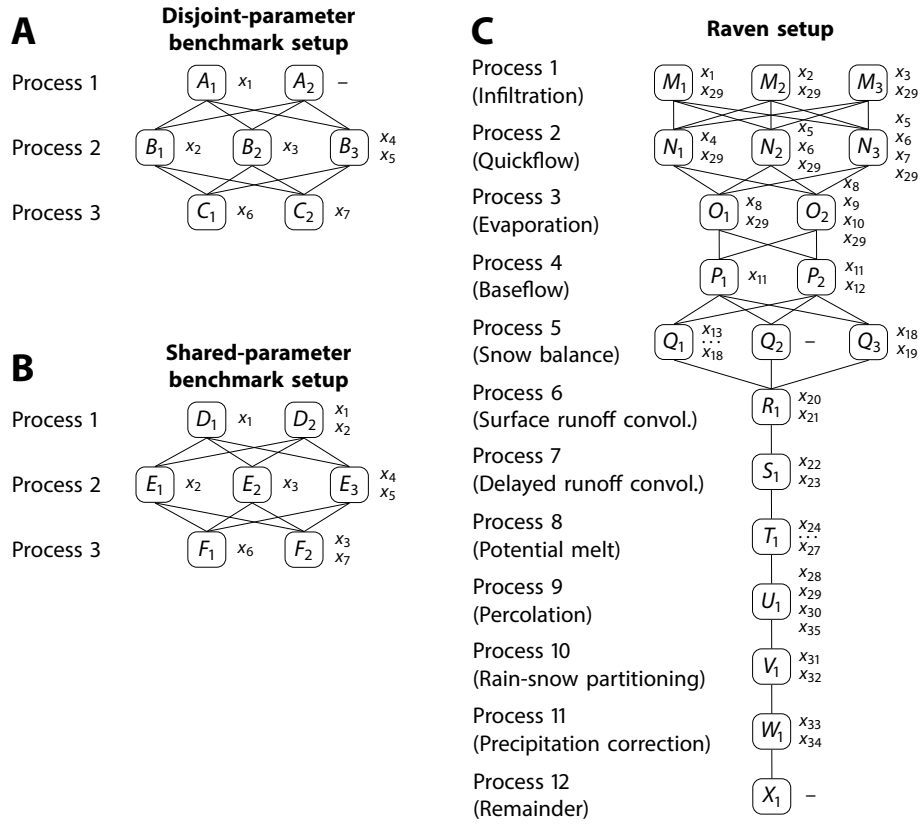 A
Disjoint-parameter
benchmark setup
Process 1
A₁ x₁ A₂ –
Process 2
B₁ x₂ B₂ x₃ B₃ x₄
x₅
Process 3
C₁ x₆ C₂ x₇
B
Shared-parameter
benchmark setup
Process 1
D₁ x₁ D₂ x₁
x₂
Process 2
E₁ x₂ E₂ x₃ E₃ x₄
x₅
Process 3
F₁ x₆ F₂ x₃
x₇
C
Raven setup
Process 1
(Infiltration)
M₁ x₁ M₂ x₂ M₃ x₃
x₂₉ x₂₉ x₂₉
Process 2
(Quickflow)
N₁ x₄
x₂₉
N₂ x₅
x₆
x₂₉
N₃ x₅
x₆
x₇
x₂₉
Process 3
(Evaporation)
O₁ x₈
x₂₉
O₂ x₈
x₉
x₁₀
x₂₉
Process 4
(Baseflow)
P₁ x₁₁ P₂ x₁₁
x₁₂
Process 5
(Snow balance)
Q₁ x₁₃
...
x₁₈
Q₂ –
Q₃ x₁₈
x₁₉
Process 6
(Surface runoff convol.)
R₁ x₂₀
x₂₁
Process 7
(Delayed runoff convol.)
S₁ x₂₂
x₂₃
Process 8
(Potential melt)
T₁ x₂₄
...
x₂₇
Process 9
(Percolation)
U₁ x₂₈
x₂₉
x₃₀
x₃₅
Process 10
(Rain-snow partitioning)
V₁ x₃₁
x₃₂
Process 11
(Precipitation correction)
W₁ x₃₃
x₃₄
Process 12
(Remainder)
X₁ –